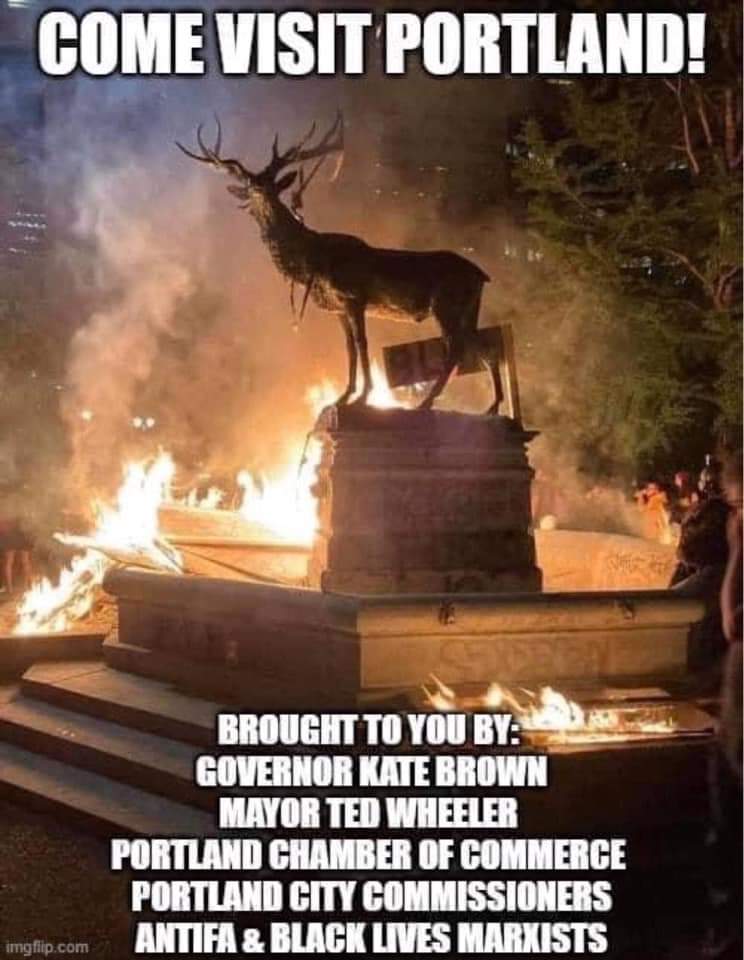 COME VISIT PORTLAND!
BROUGHT TO YOU BY:
GOVERNOR KATE BROWN
MAYOR TED WHEELER
PORTLAND CHAMBER OF COMMERCE
PORTLAND CITY COMMISSIONERS
ANTIFA & BLACK LIVES MARXISTS
imgflip.com